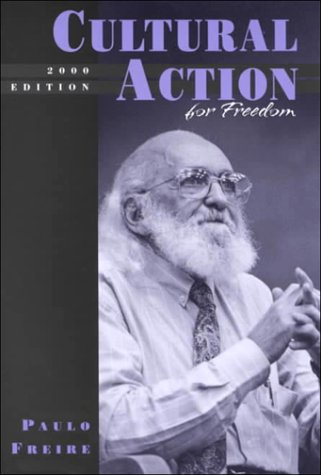 CULTURAL
2000
EDITION
ACTION
for Freedom
PAULO
FREIRE